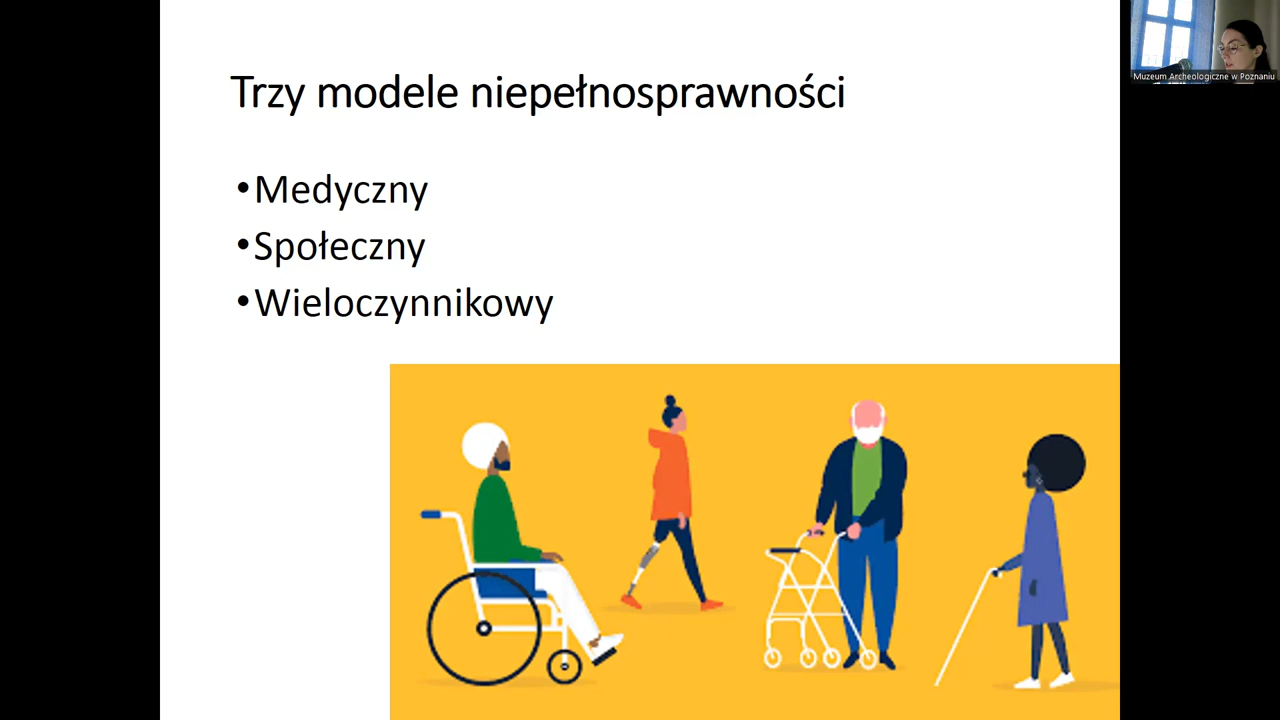 Trzy modele niepełnosprawności
•Medyczny
•Społeczny
•Wieloczynnikowy
Muzeum Archeologiczne w Poznaniu